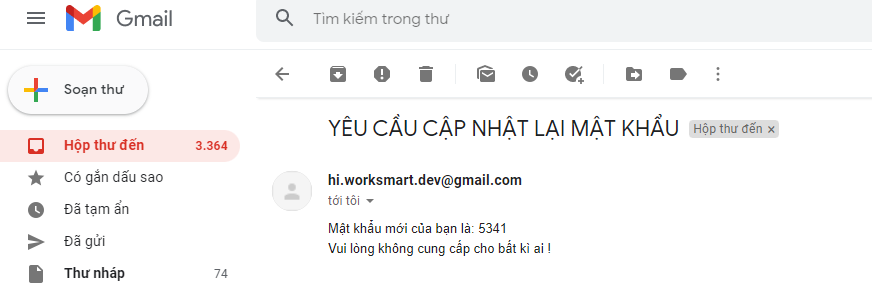 Gmail
Tìm kiếm trong thư
Soạn thư
YÊU CẦU CẬP NHẬT LẠI MẬT KHẨU Hộp thư đến ×
Hộp thư đến 3.364
Có gắn dấu sao
Đã tạm ẩn
Đã gửi
Thư nháp 74
hi.worksmart.dev@gmail.com
tới tôi
Mật khẩu mới của bạn là: 5341
Vui lòng không cung cấp cho bất kì ai !